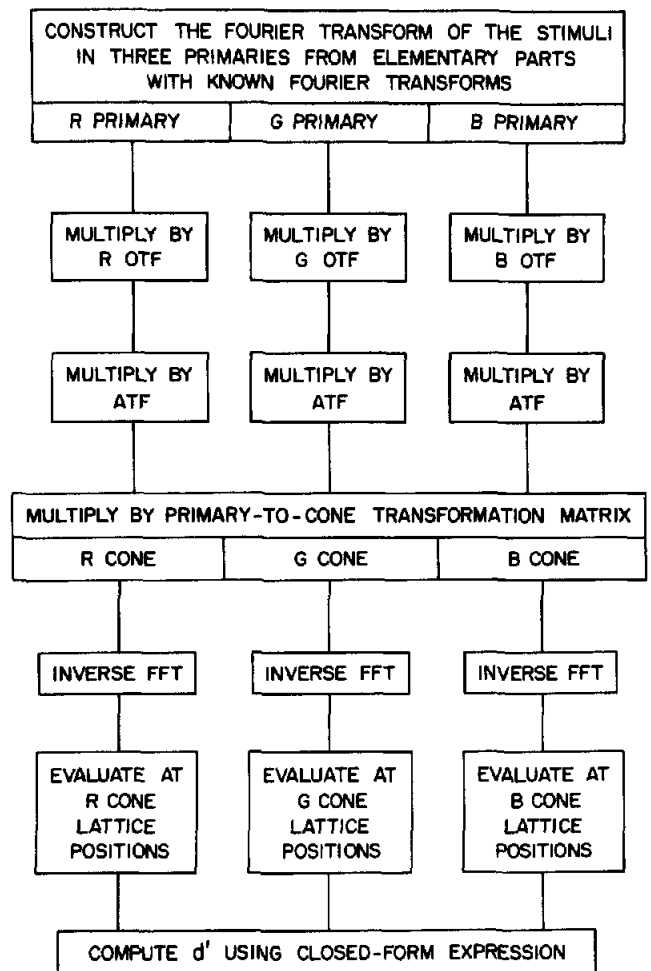 CONSTRUCT THE FOURIER TRANSFORM OF THE STIMULI
IN THREE PRIMARIES FROM ELEMENTARY PARTS
WITH KNOWN FOURIER TRANSFORMS
R PRIMARY
G PRIMARY
B PRIMARY
MULTIPLY BY
R OTF
MULTIPLY BY
G OTF
MULTIPLY BY
B OTF
MULTIPLY BY
ATF
MULTIPLY BY
ATF
MULTIPLY BY
ATF
MULTIPLY BY PRIMARY-TO-CONE TRANSFORMATION MATRIX
R CONE
G CONE
B CONE
INVERSE FFT
INVERSE FFT
INVERSE FFT
EVALUATE AT
R CONE
LATTICE
POSITIONS
EVALUATE AT
G CONE
LATTICE
POSITIONS
EVALUATE AT
B CONE
LATTICE
POSITIONS
COMPUTE d' USING CLOSED-FORM EXPRESSION